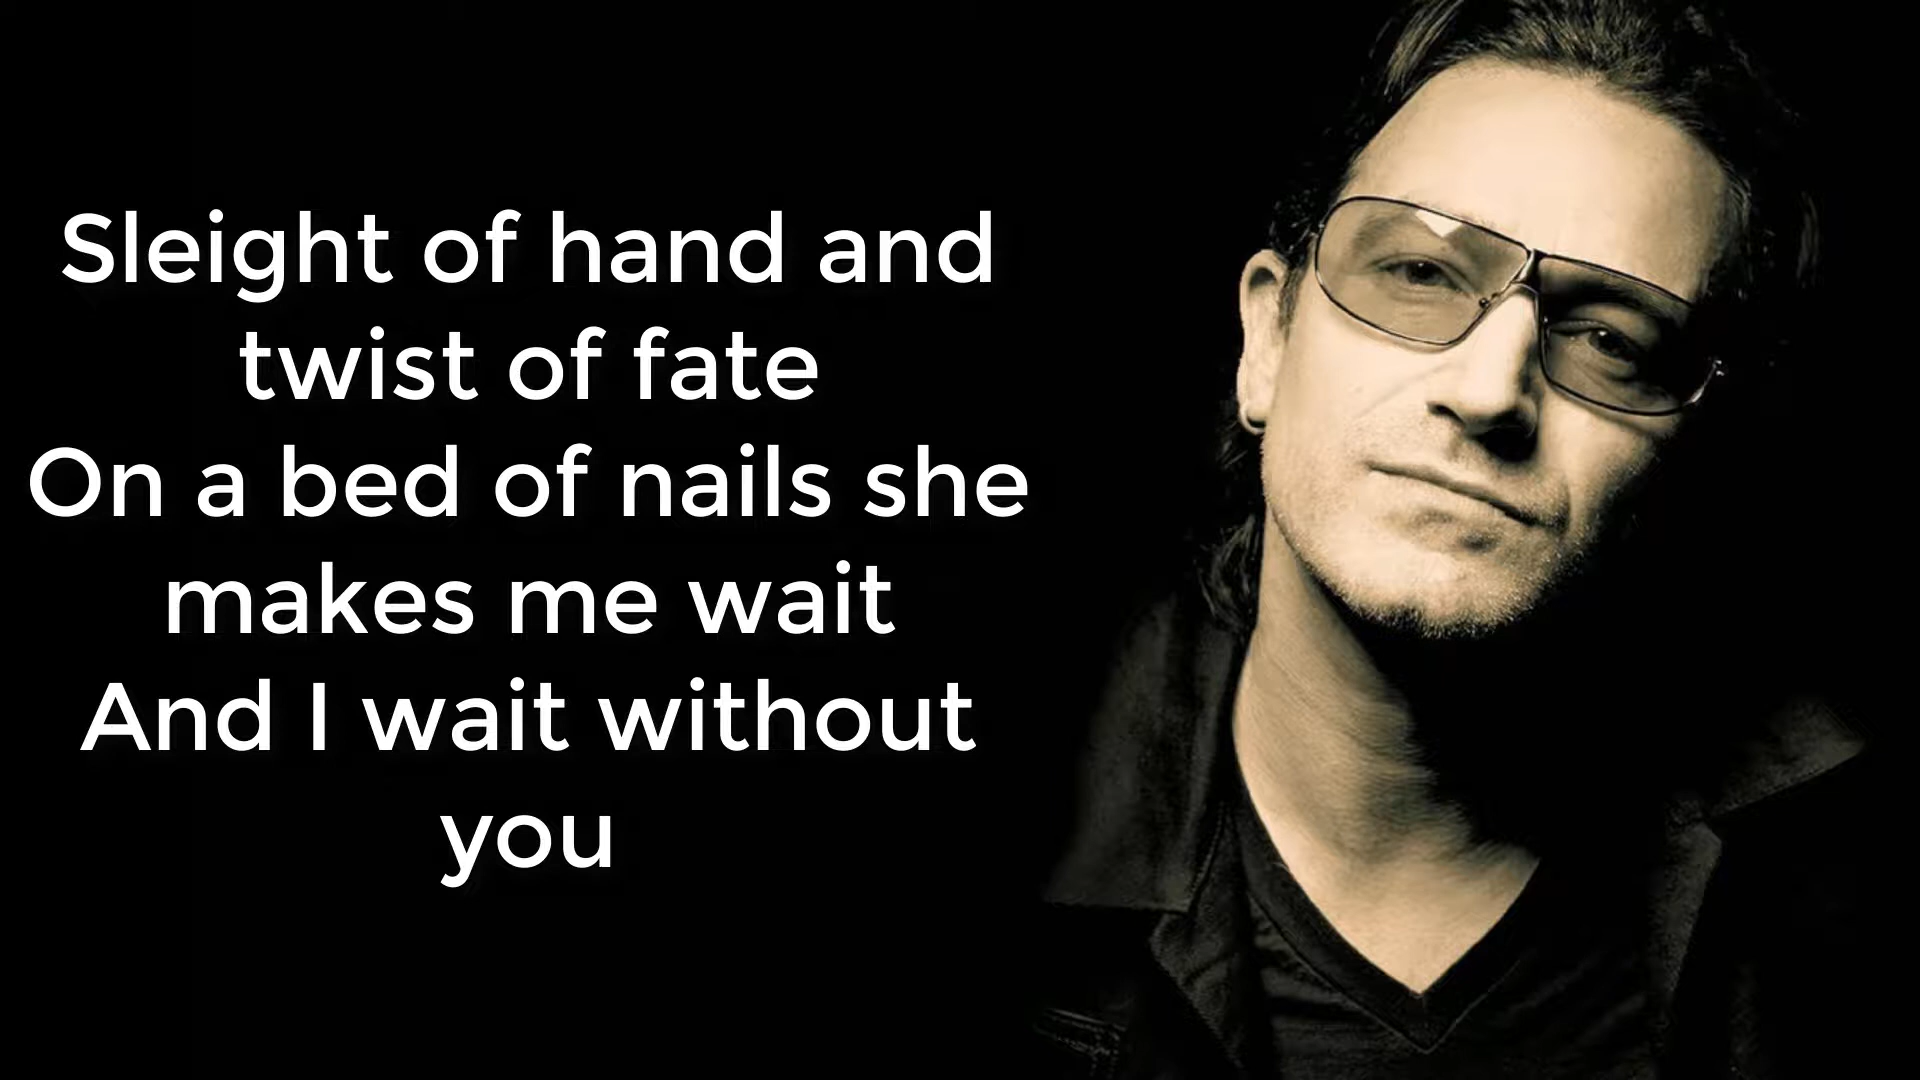 Sleight of hand and
twist of fate
On a bed of nails she
makes me wait
And I wait without
you